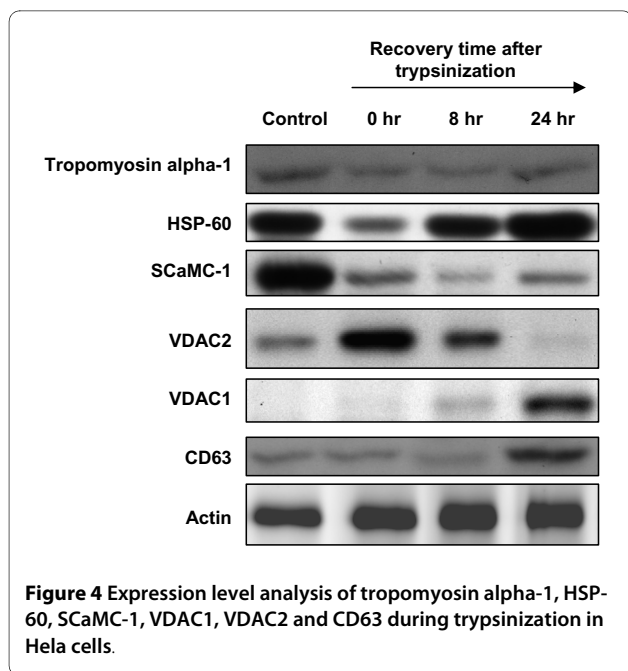 Recovery time after
trypsinization
Control 0 hr 8 hr 24 hr
Tropomyosin alpha-1
HSP-60
SCaMC-1
VDAC2
VDAC1
CD63
Actin
Figure 4 Expression level analysis of tropomyosin alpha-1, HSP-
60, SCaMC-1, VDAC1, VDAC2 and CD63 during trypsinization in
Hela cells.